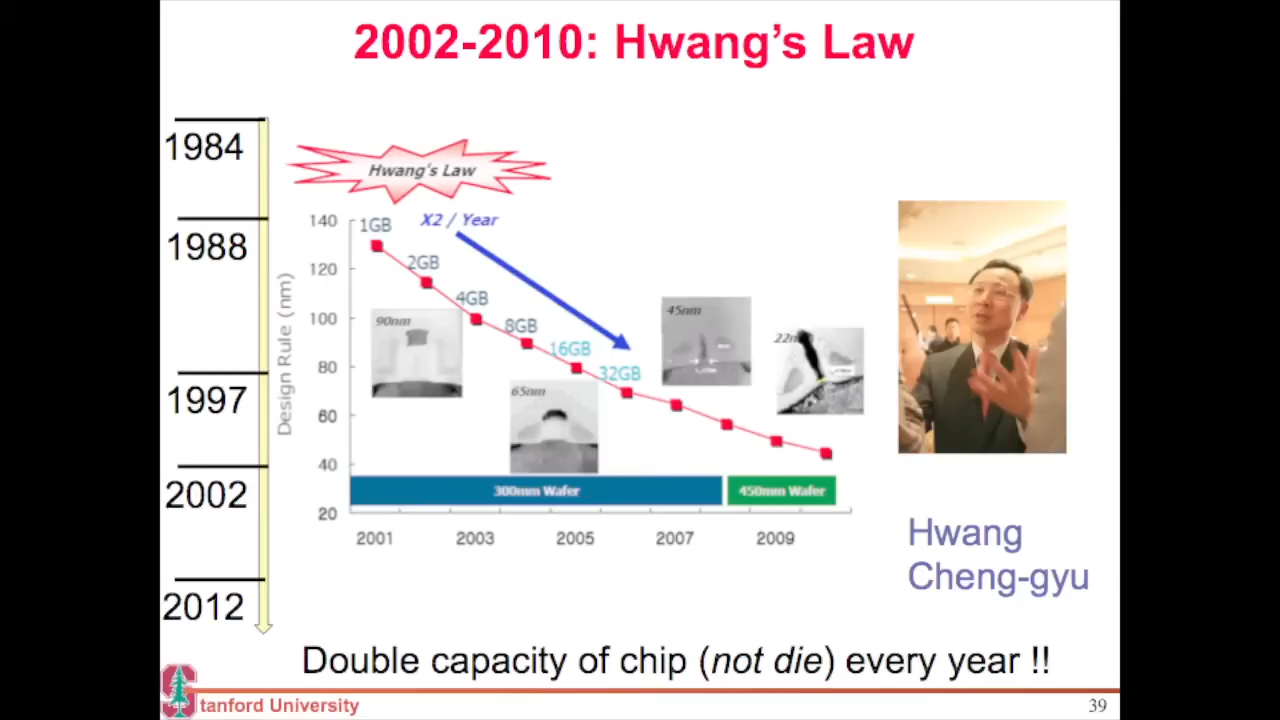 2002-2010: Hwang's Law
1984
1988
1997
2002
2012
Hwang's Law
X2 / Year
Design Rule (nm)
140
120
100
80
60
40
20
1GB
2GB
4GB
8GB
16GB
32GB
90nm
65nm
45nm
22nm
300mm Wafer
450mm Wafer
2001
2003
2005
2007
2009
Hwang
Cheng-gyu
Double capacity of chip (not die) every year !!
Stanford University
39